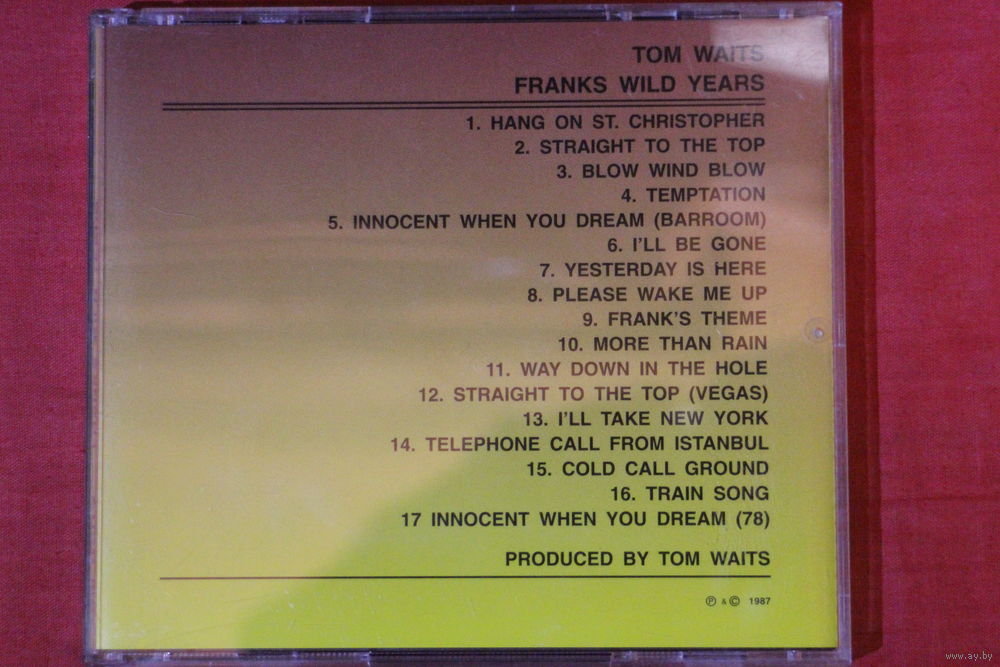 TOM WAITS
FRANKS WILD YEARS
1. HANG ON ST. CHRISTOPHER
2. STRAIGHT TO THE TOP
3. BLOW WIND BLOW
4. TEMPTATION
5. INNOCENT WHEN YOU DREAM (BARROOM)
6. I'LL BE GONE
7. YESTERDAY IS HERE
8. PLEASE WAKE ME UP
9. FRANK'S THEME
10. MORE THAN RAIN
11. WAY DOWN IN THE HOLE
12. STRAIGHT TO THE TOP (VEGAS)
13. I'LL TAKE NEW YORK
14. TELEPHONE CALL FROM ISTANBUL
15. COLD CALL GROUND
16. TRAIN SONG
17 INNOCENT WHEN YOU DREAM (78)
PRODUCED BY TOM WAITS
℗ & © 1987
www.ay.by